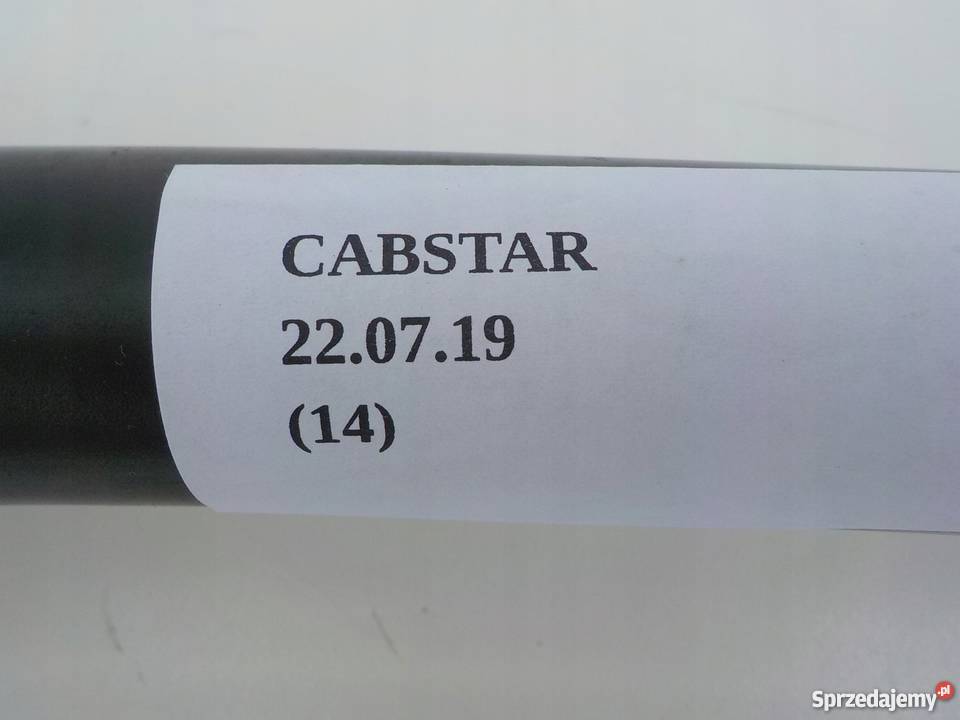 CABSTAR
22.07.19
(14)
Sprzedajemy.pl